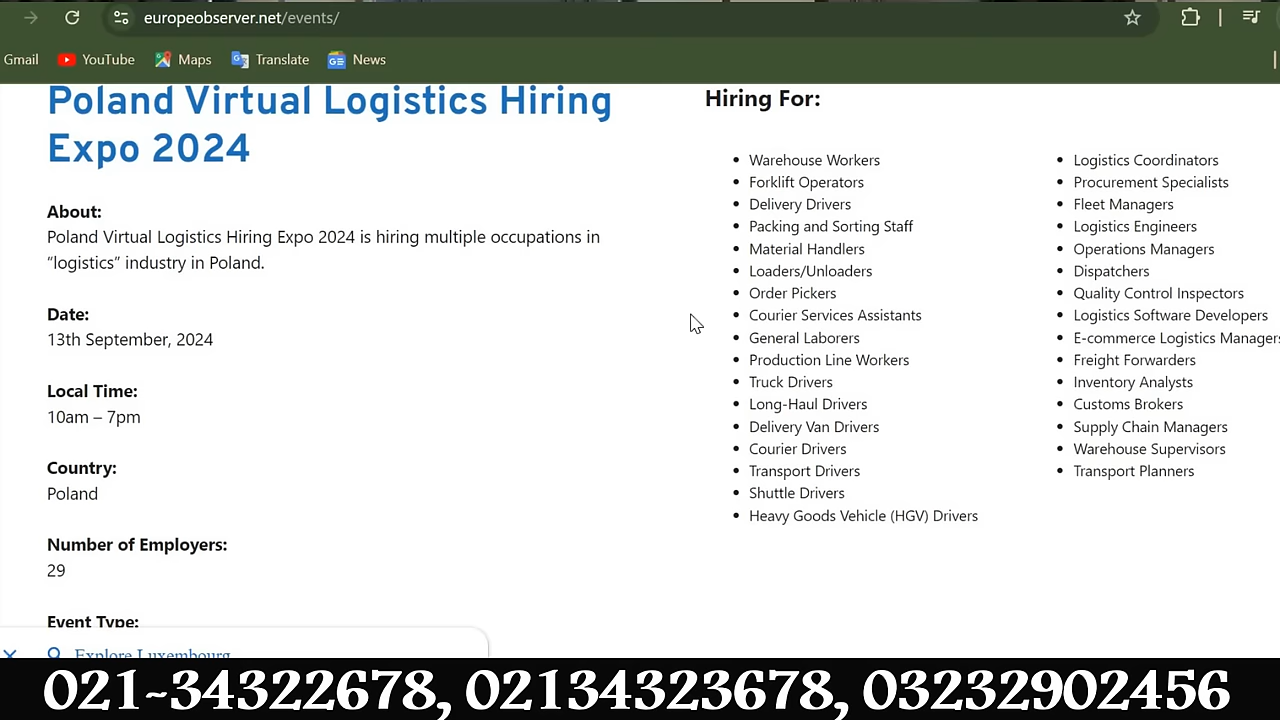 europeobserver.net/events/
Gmail YouTube Maps Translate News
Poland Virtual Logistics Hiring
Expo 2024
About:
Poland Virtual Logistics Hiring Expo 2024 is hiring multiple occupations in
“logistics” industry in Poland.
Date:
13th September, 2024
Local Time:
10am – 7pm
Country:
Poland
Number of Employers:
29
Event Type:
Explore Luxembourg
Hiring For:
• Warehouse Workers
• Forklift Operators
• Delivery Drivers
• Packing and Sorting Staff
• Material Handlers
• Loaders/Unloaders
• Order Pickers
• Courier Services Assistants
• General Laborers
• Production Line Workers
• Truck Drivers
• Long-Haul Drivers
• Delivery Van Drivers
• Courier Drivers
• Transport Drivers
• Shuttle Drivers
• Heavy Goods Vehicle (HGV) Drivers
• Logistics Coordinators
• Procurement Specialists
• Fleet Managers
• Logistics Engineers
• Operations Managers
• Dispatchers
• Quality Control Inspectors
• Logistics Software Developers
• E-commerce Logistics Managers
• Freight Forwarders
• Inventory Analysts
• Customs Brokers
• Supply Chain Managers
• Warehouse Supervisors
• Transport Planners
021-34322678, 02134323678, 03232902456